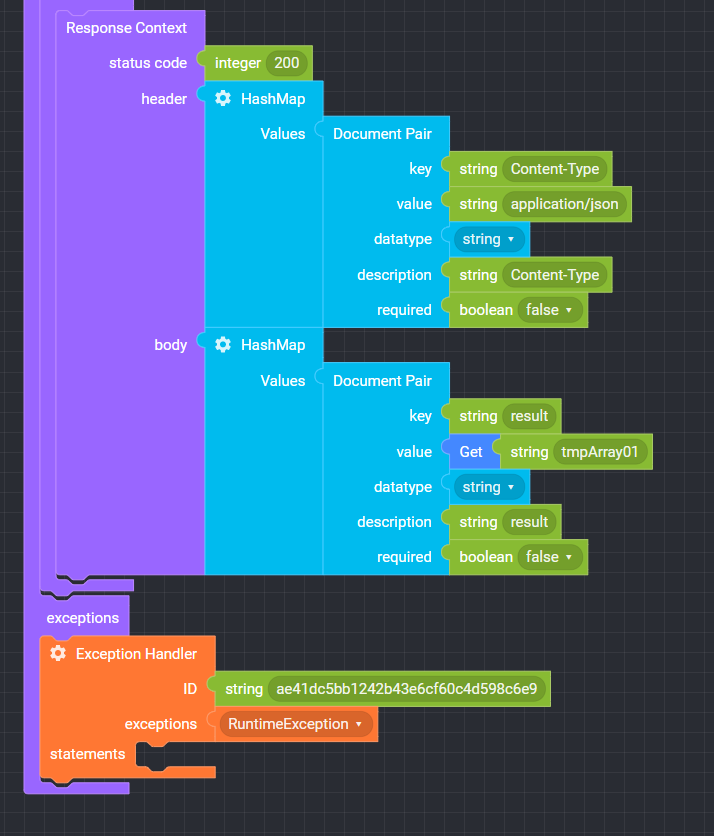 Response Context
status code integer 200
header HashMap
Values Document Pair
key string Content-Type
value string application/json
datatype string
description string Content-Type
required boolean false
body HashMap
Values Document Pair
key string result
value Get string tmpArray01
datatype string
description string result
required boolean false
exceptions
Exception Handler
ID string ae41dc5bb1242b43e6cf60c4d598c6e9
exceptions RuntimeException
statements